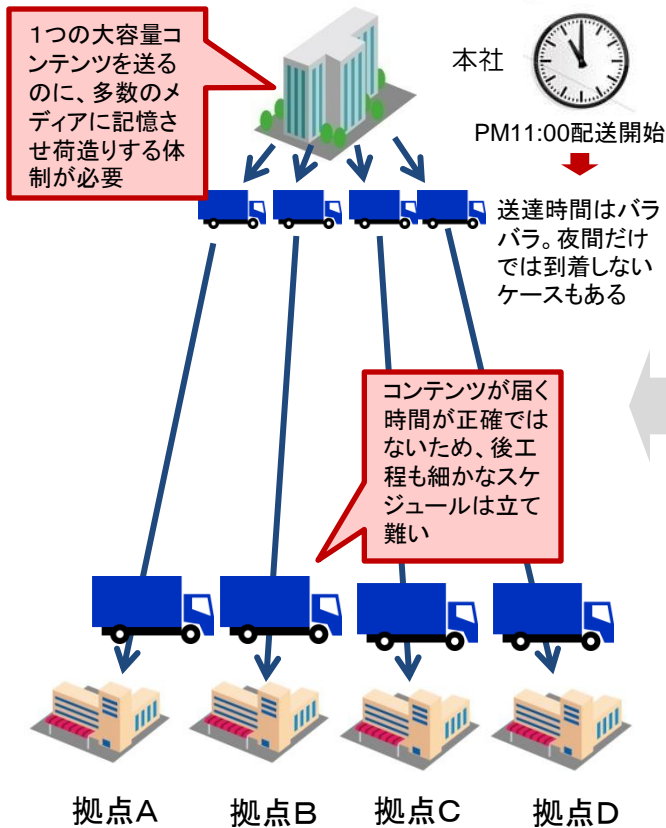 1つの大容量コ
ンテンツを送る
のに、多数のメ
ディアに記憶さ
せ荷造りする体
制が必要
本社
PM11:00配送開始
送達時間はバラ
バラ。夜間だけ
では到着しない
ケースもある
コンテンツが届く
時間が正確では
ないため、後工
程も細かなスケ
ジュールは立て
難い
拠点A
拠点B
拠点C
拠点D